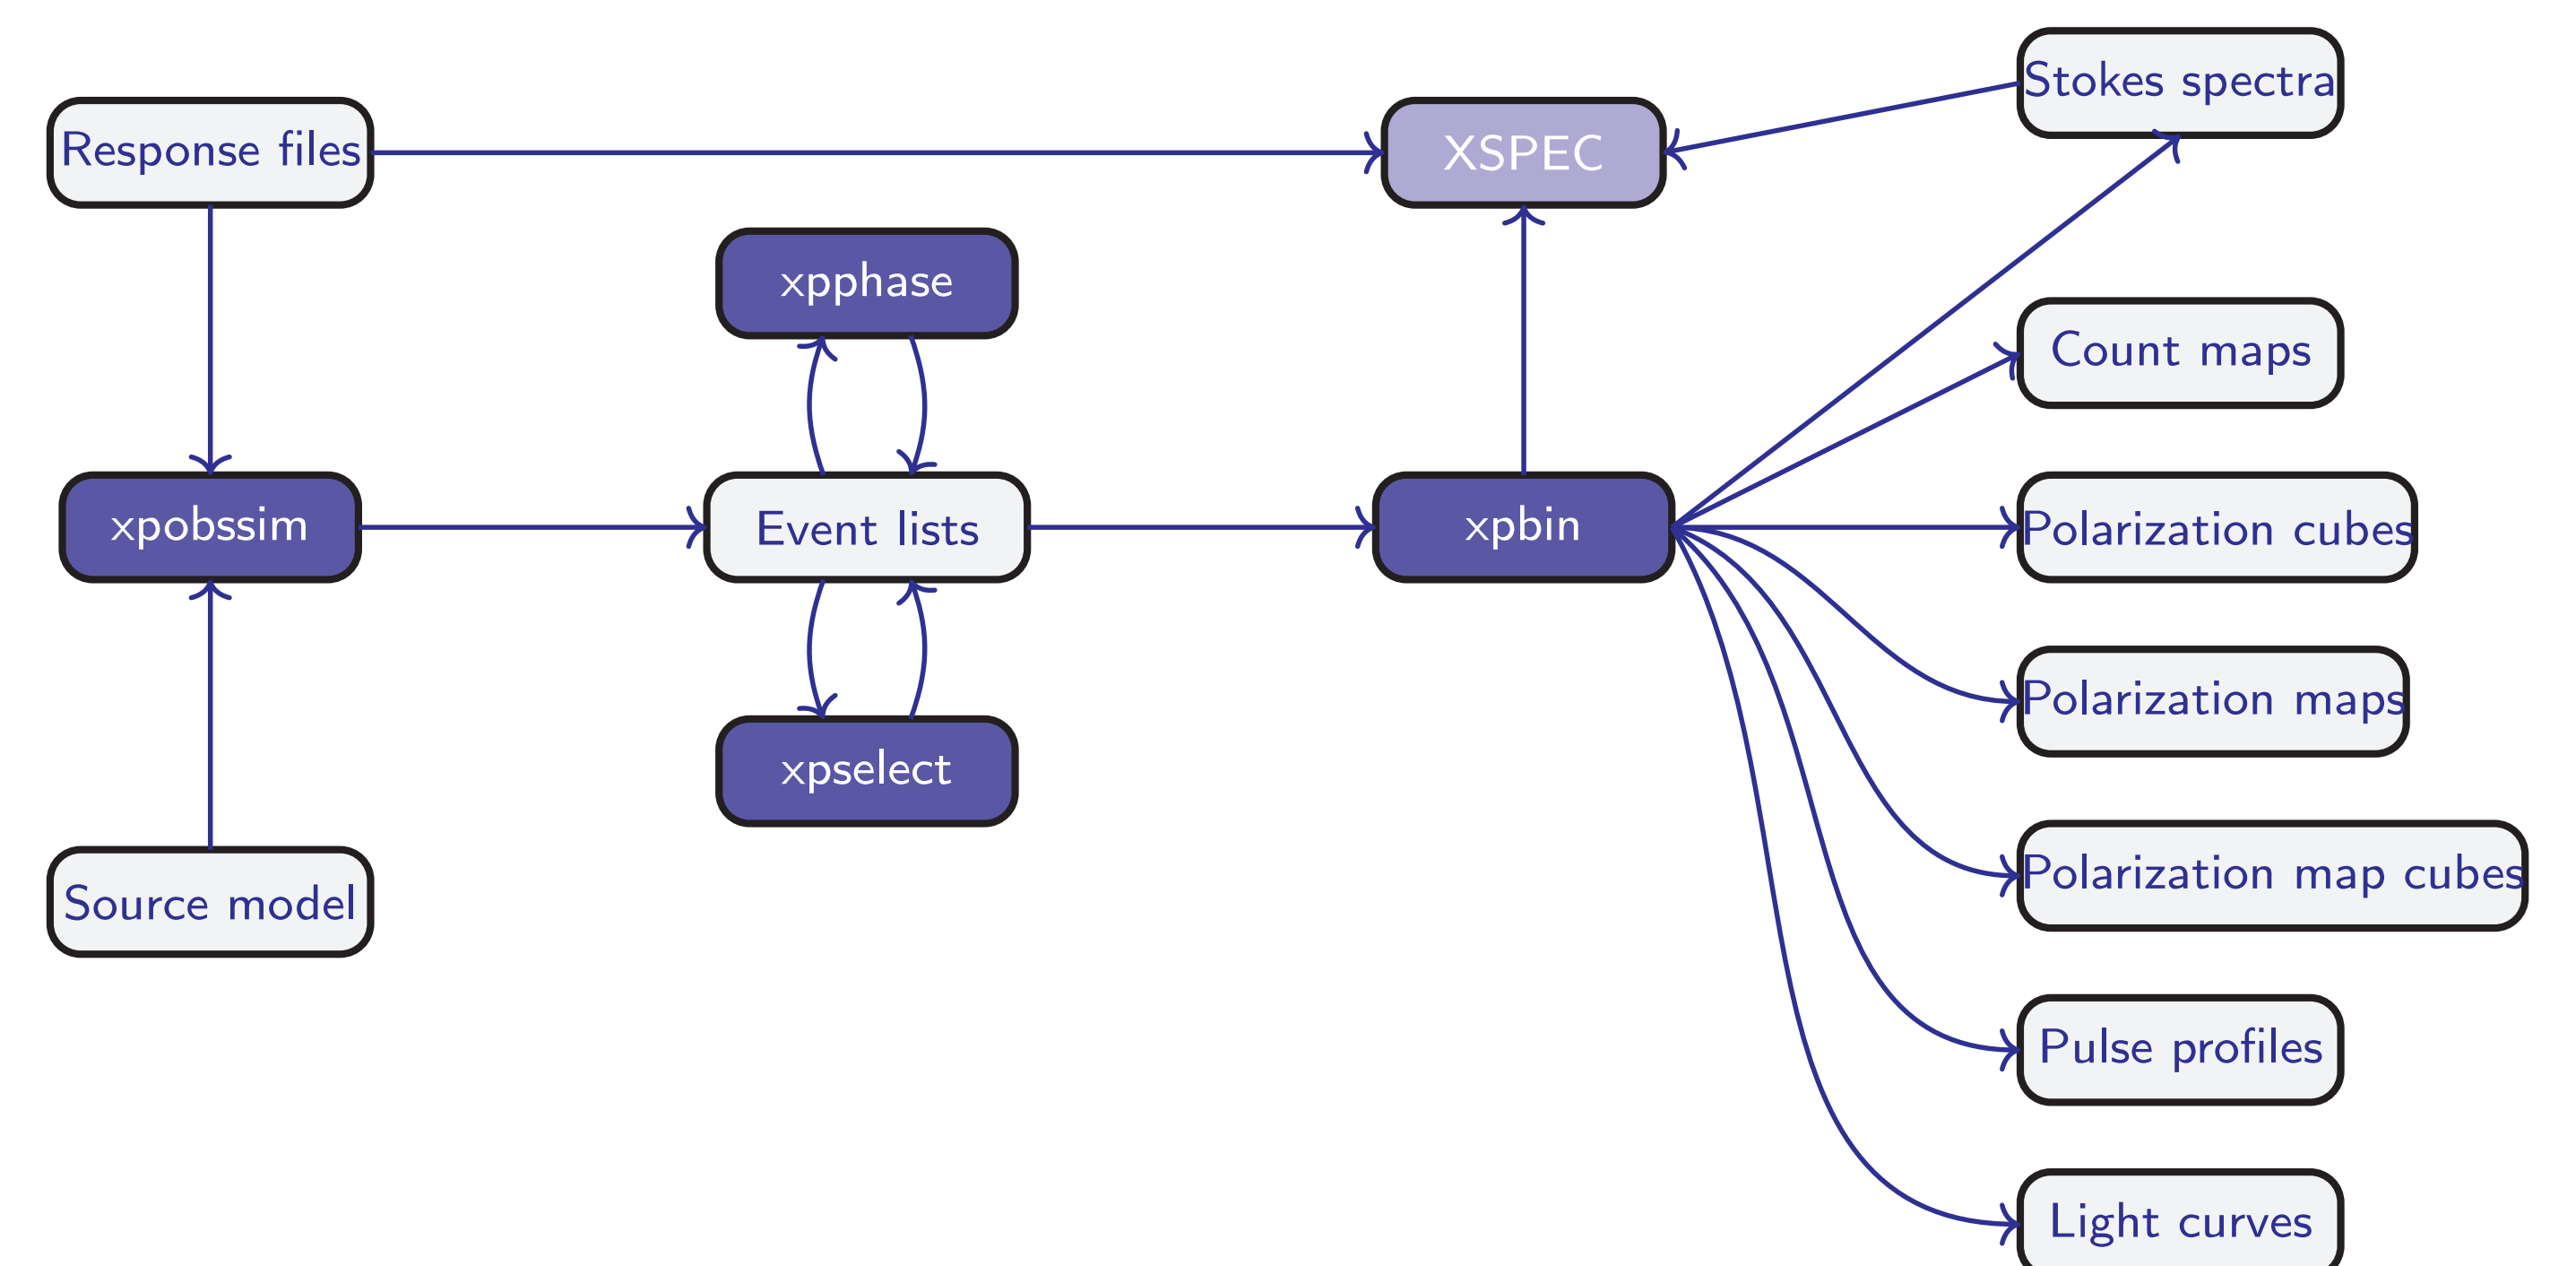 Stokes spectra
Response files
XSPEC
xpphase
Count maps
xpobssim
Event lists
xpbin
Polarization cubes
Polarization maps
xpselect
Source model
Polarization map cubes
Pulse profiles
Light curves